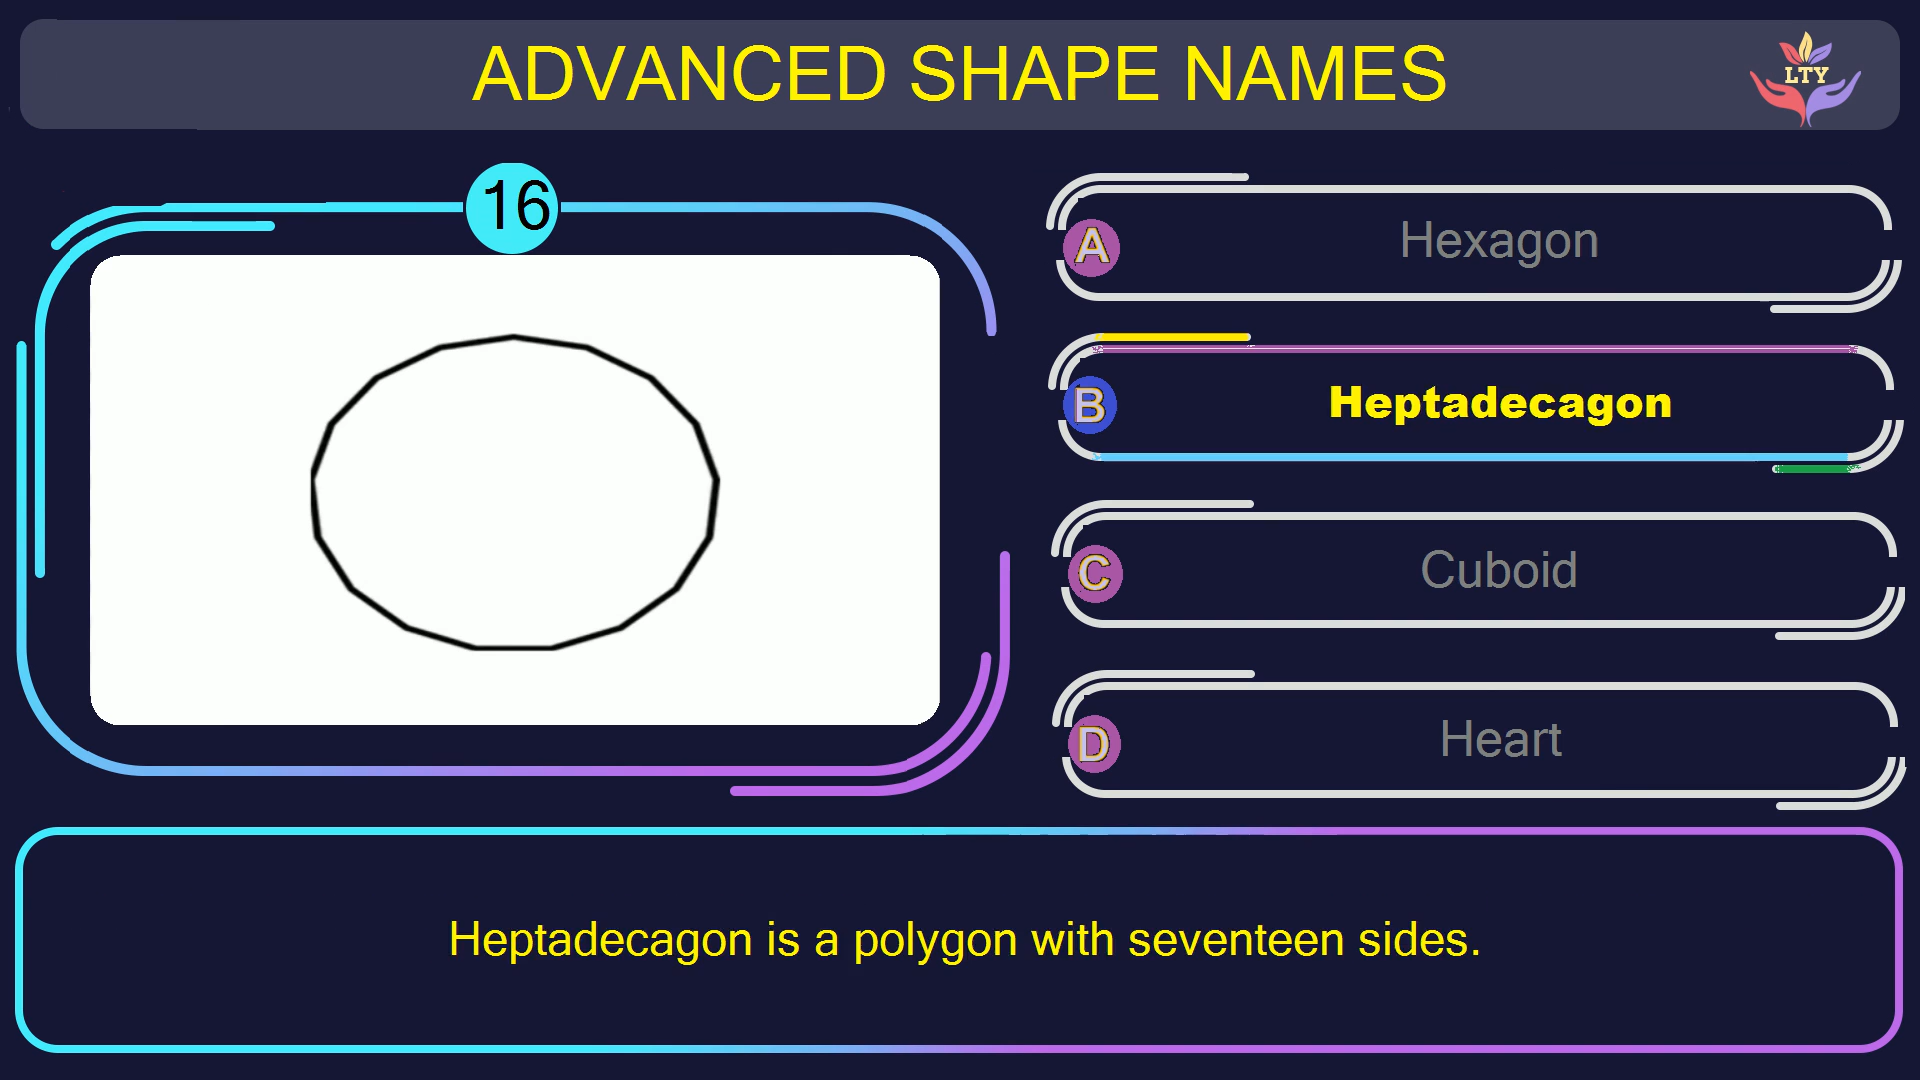 ADVANCED SHAPE NAMES
LTY
16
A
Hexagon
B
Heptadecagon
C
Cuboid
D
Heart
Heptadecagon is a polygon with seventeen sides.